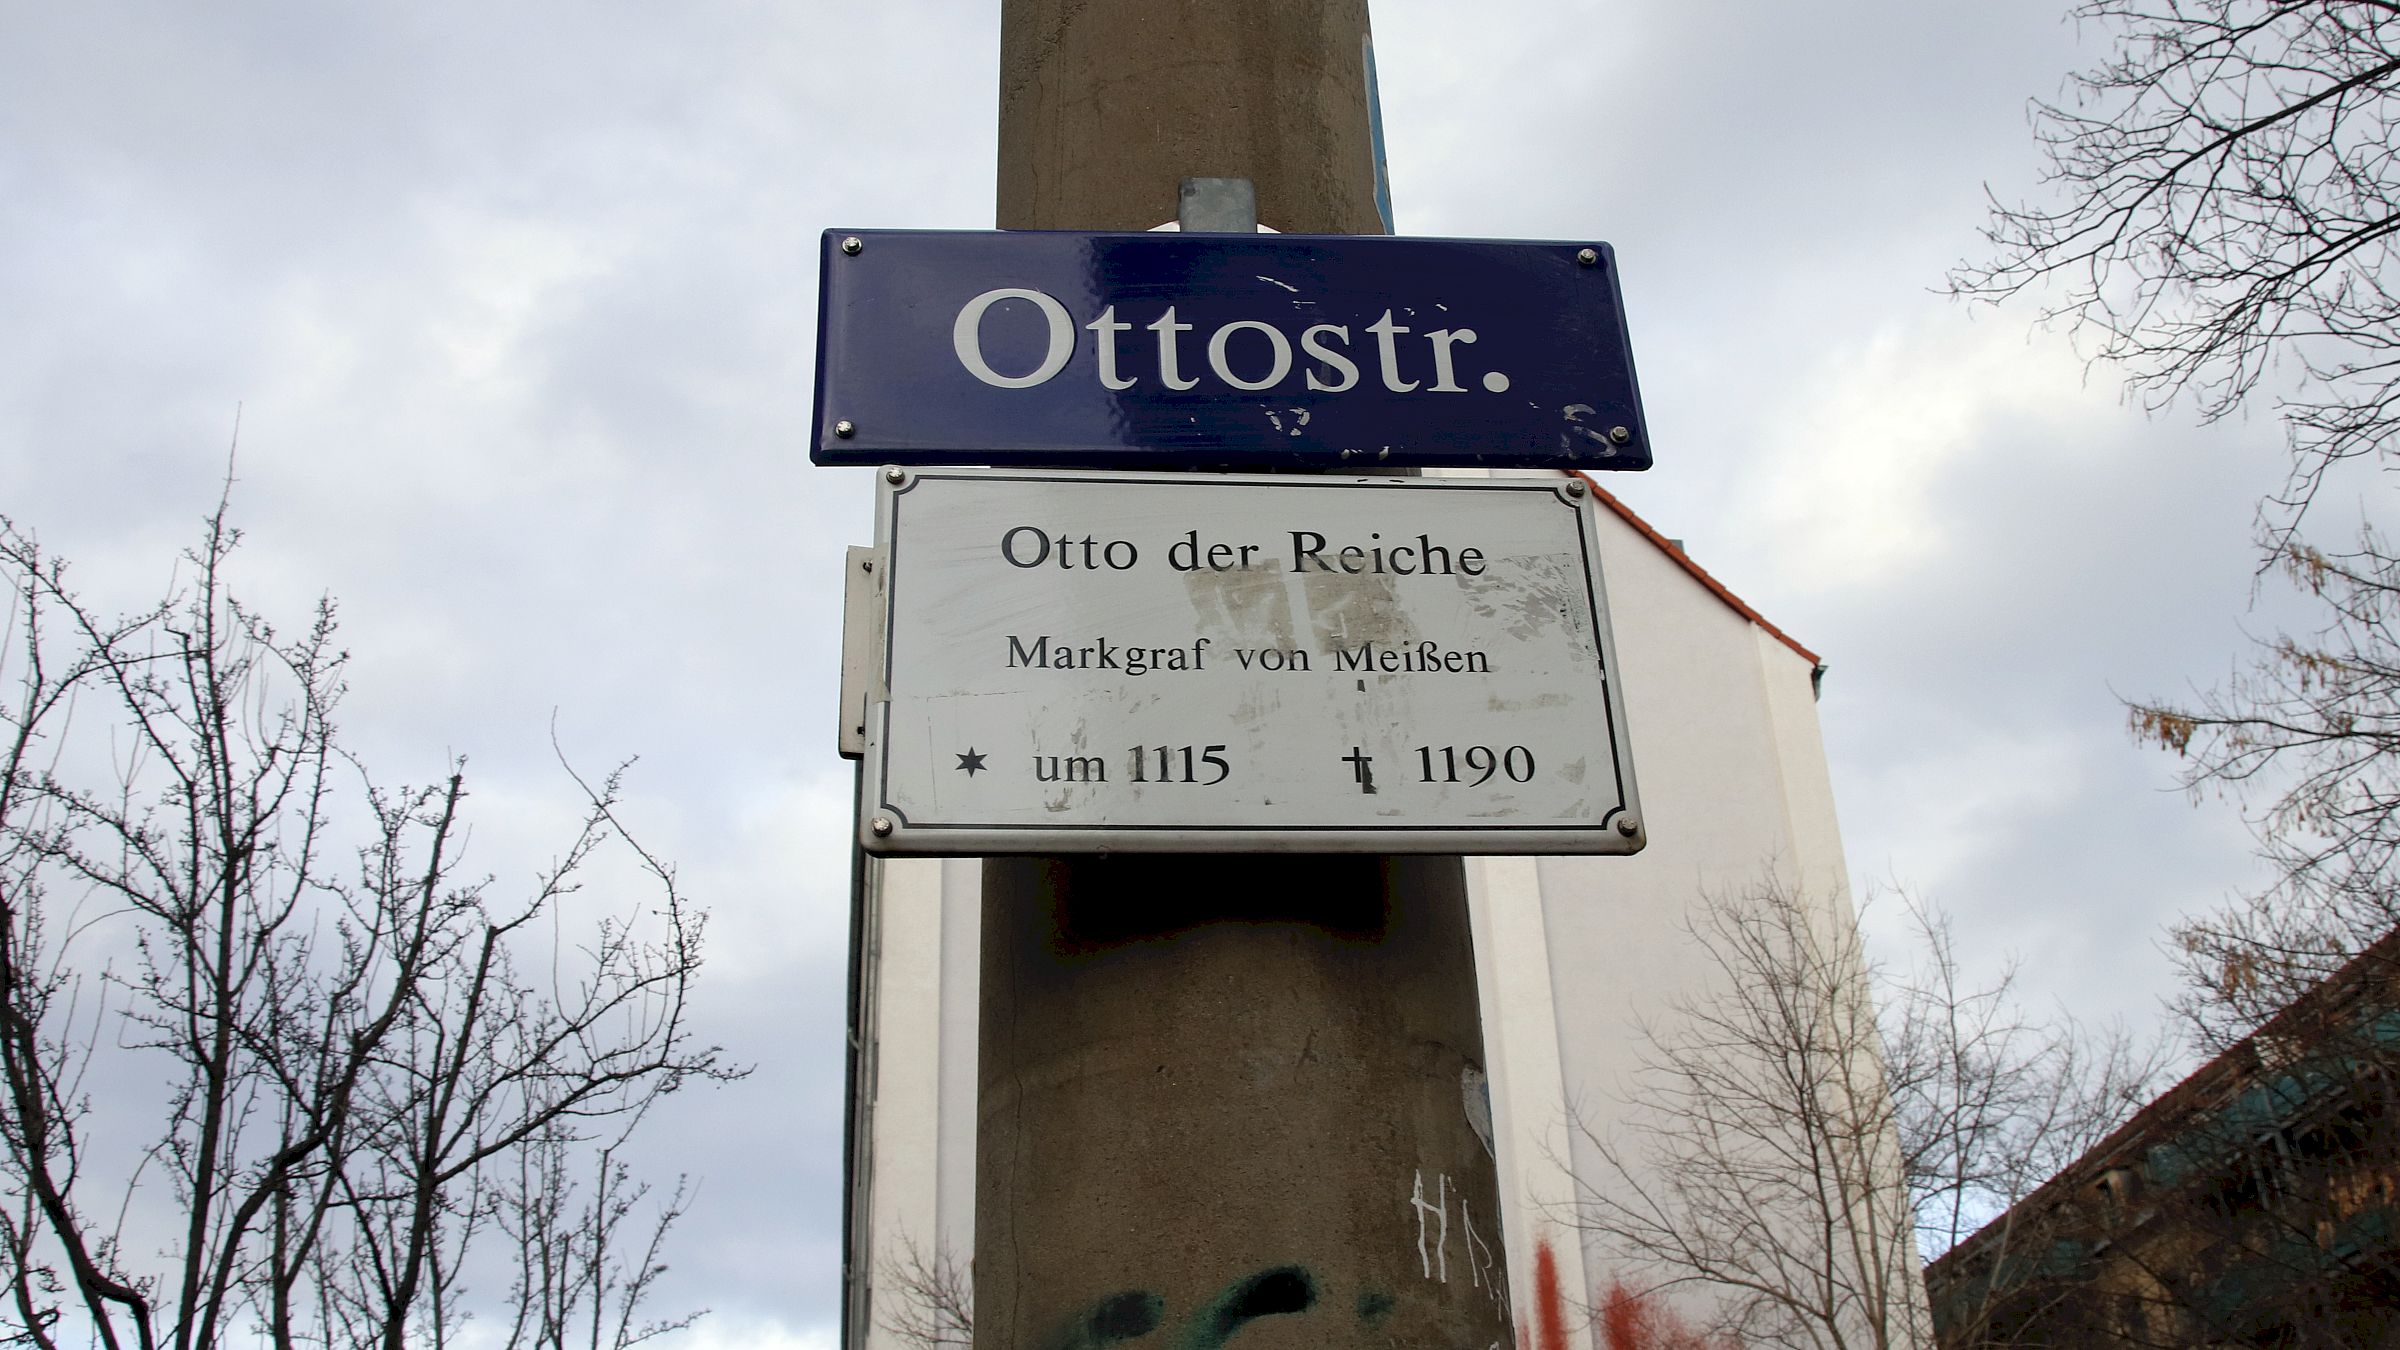 Ottostr.
Otto der Reiche
Markgraf von Meißen
* um 1115 † 1190